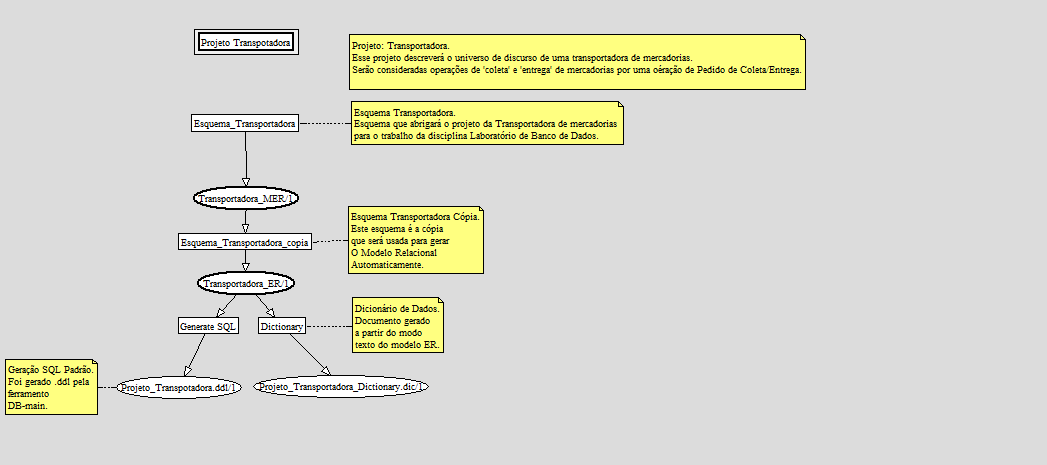 Projeto Transpotadora
Projeto: Transportadora.
Esse projeto descreverá o universo de discurso de uma transportadora de mercadorias.
Serão consideradas operações de 'coleta' e 'entrega' de mercadorias por uma oéração de Pedido de Coleta/Entrega.
Esquema_Transportadora
Esquema Transportadora.
Esquema que abrigará o projeto da Transportadora de mercadorias
para o trabalho da disciplina Laboratório de Banco de Dados.
Transportadora_MER/1
Esquema_Transportadora_copia
Esquema Transportadora Cópia.
Este esquema é a cópia
que será usada para gerar
O Modelo Relacional
Automaticamente.
Transportadora_ER/1
Generate SQL
Dictionary
Dicionário de Dados.
Documento gerado
a partir do modo
texto do modelo ER.
Geração SQL Padrão.
Foi gerado .ddl pela
ferramento
DB-main.
Projeto_Transpotadora.ddl/1
Projeto_Transportadora_Dictionary.dic/1